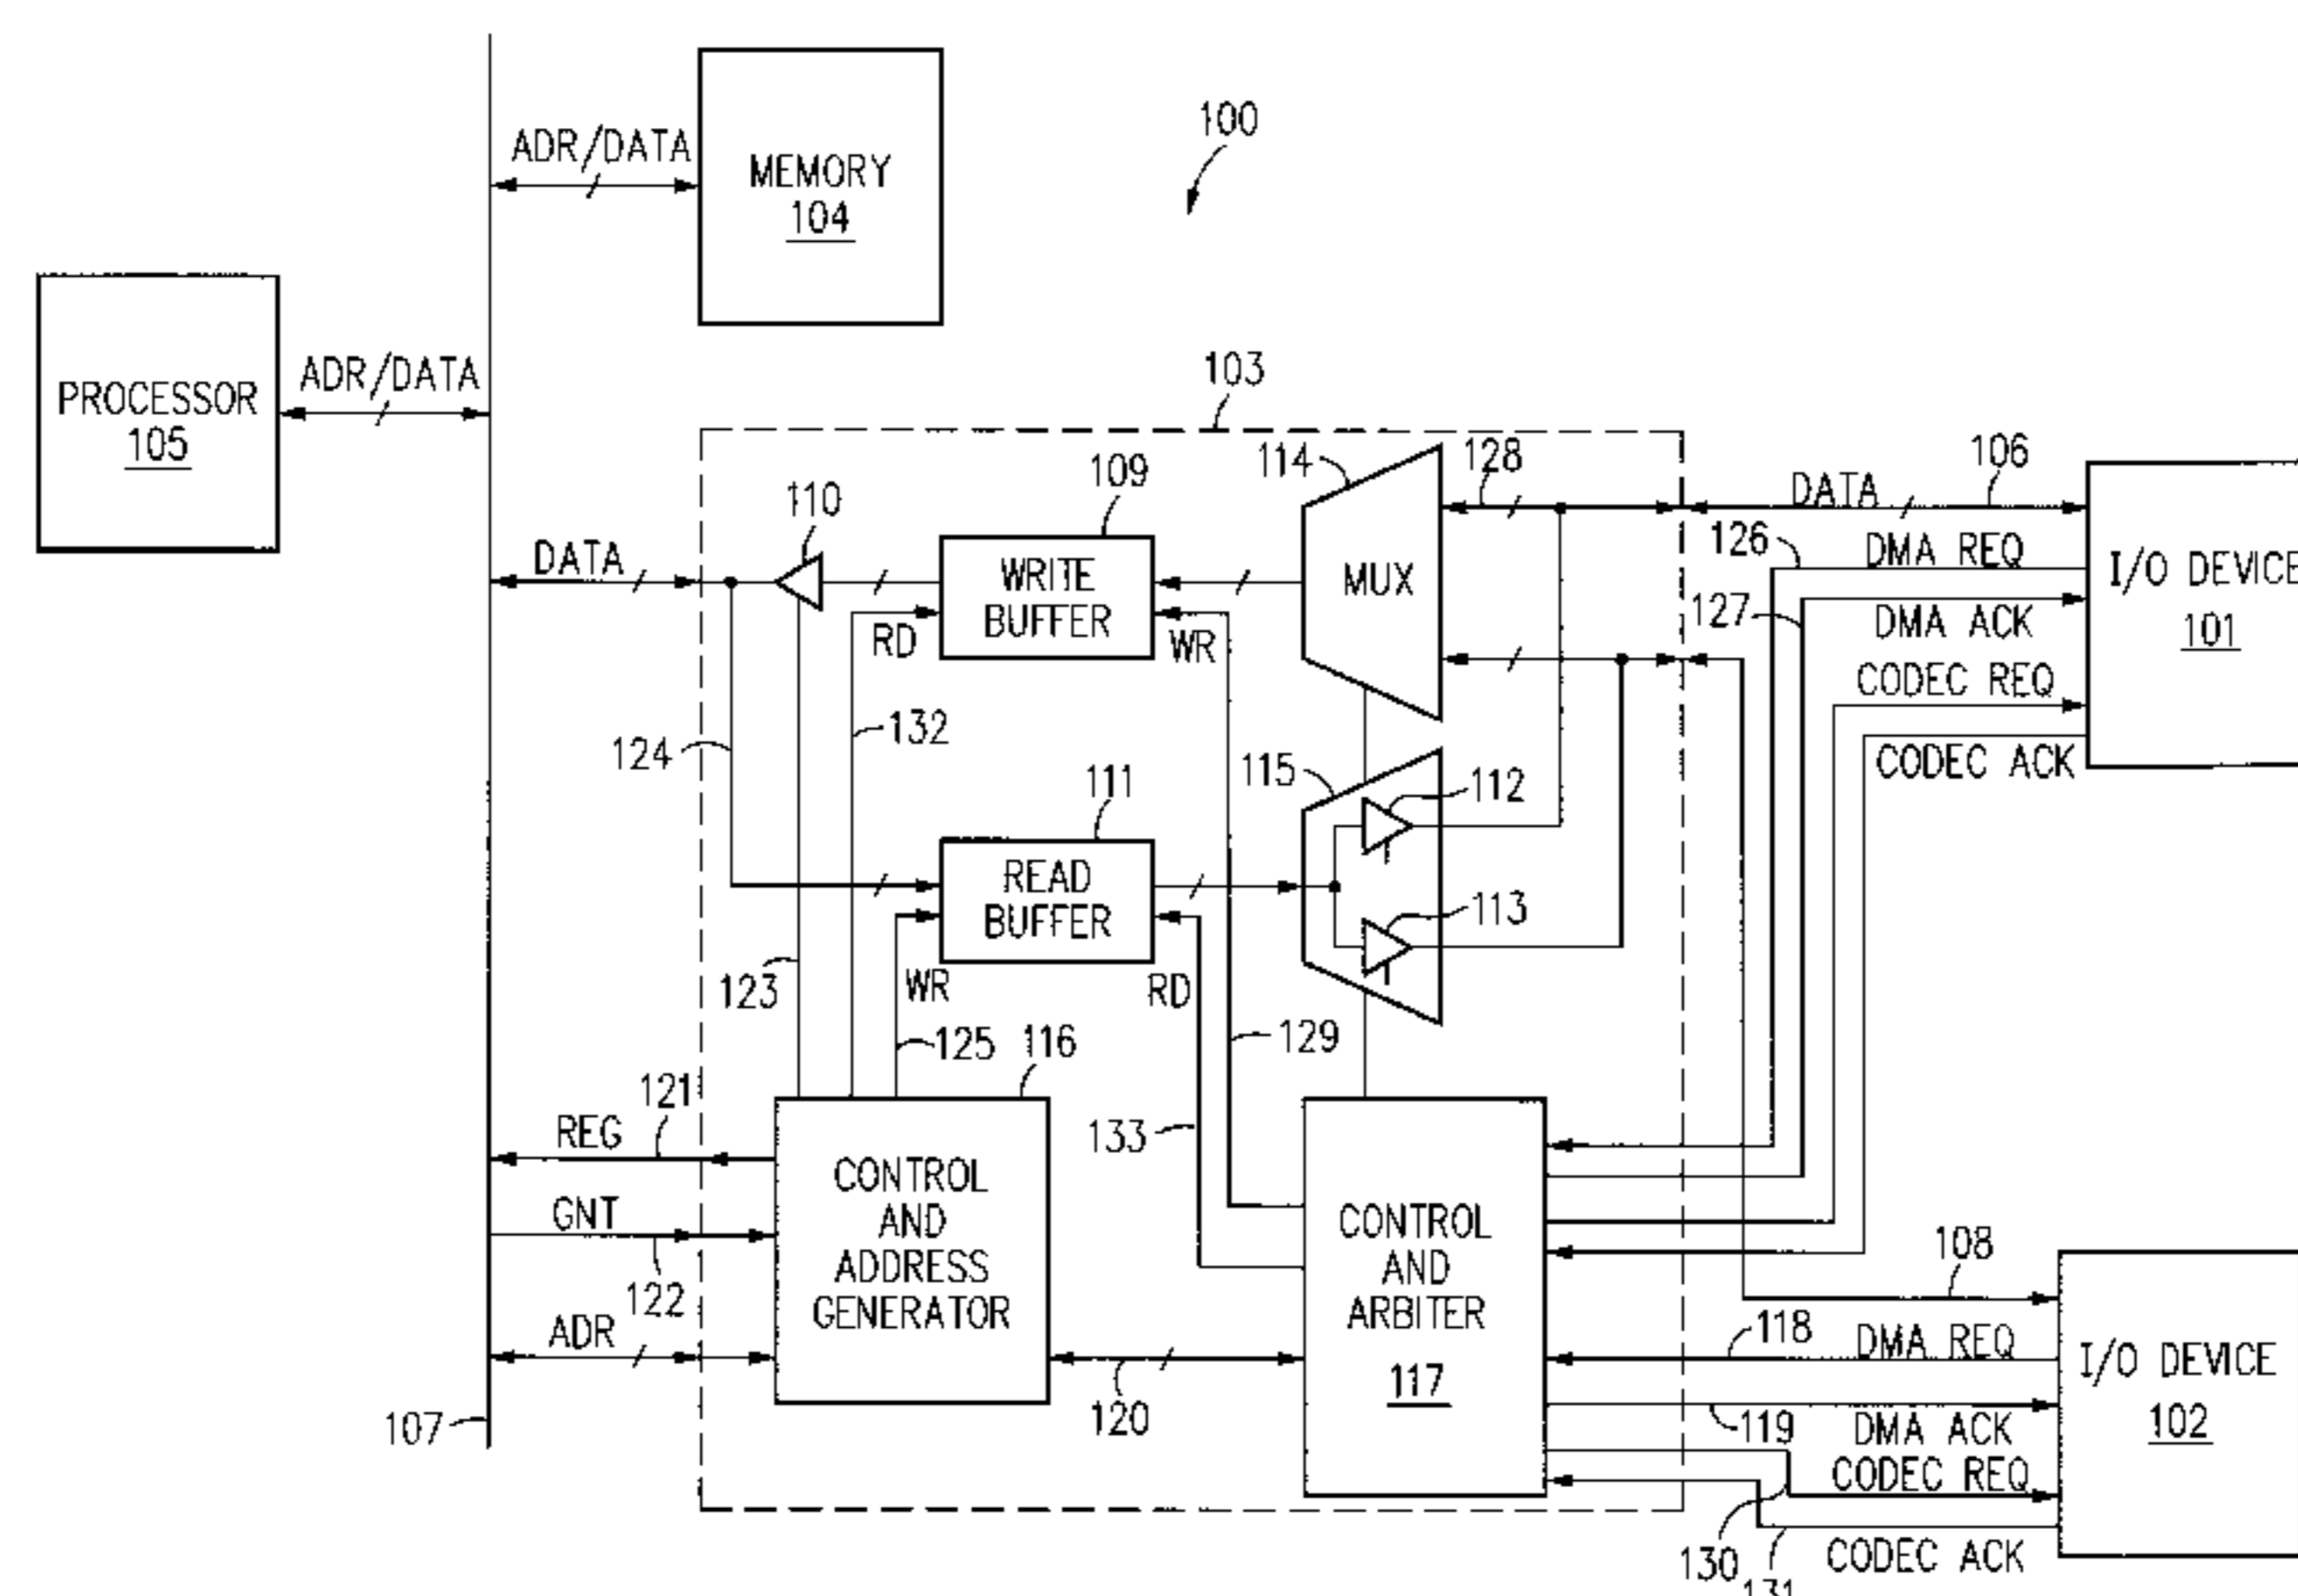 100
ADR/DATA
MEMORY
104
PROCESSOR
105
ADR/DATA
103
114
128
106
109
110
DATA
WRITE
BUFFER
RD
WR
MUX
DATA
126
DMA REQ
127
DMA ACK
CODEC REQ
CODEC ACK
I/O DEVICE
101
124
132
111
115
112
READ
BUFFER
113
123
WR
RD
125
116
129
121
REG
133
GNT
122
ADR
CONTROL
AND
ADDRESS
GENERATOR
CONTROL
AND
ARBITER
117
120
107
108
118
DMA REQ
119
DMA ACK
CODEC REQ
130
131
CODEC ACK
I/O DEVICE
102